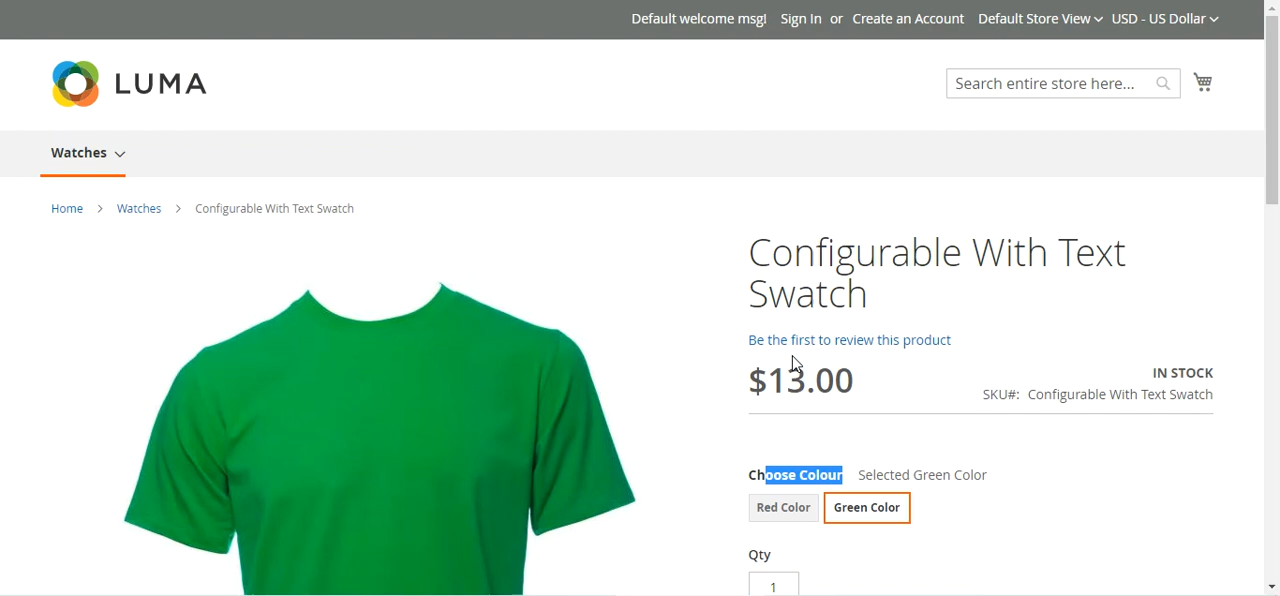 Default welcome msg! Sign In or Create an Account Default Store View USD - US Dollar
LUMA
Search entire store here...
Watches
Home > Watches > Configurable With Text Swatch
Configurable With Text
Swatch
Be the first to review this product
$13.00
IN STOCK
SKU#: Configurable With Text Swatch
Choose Colour Selected Green Color
Red Color Green Color
Qty
1